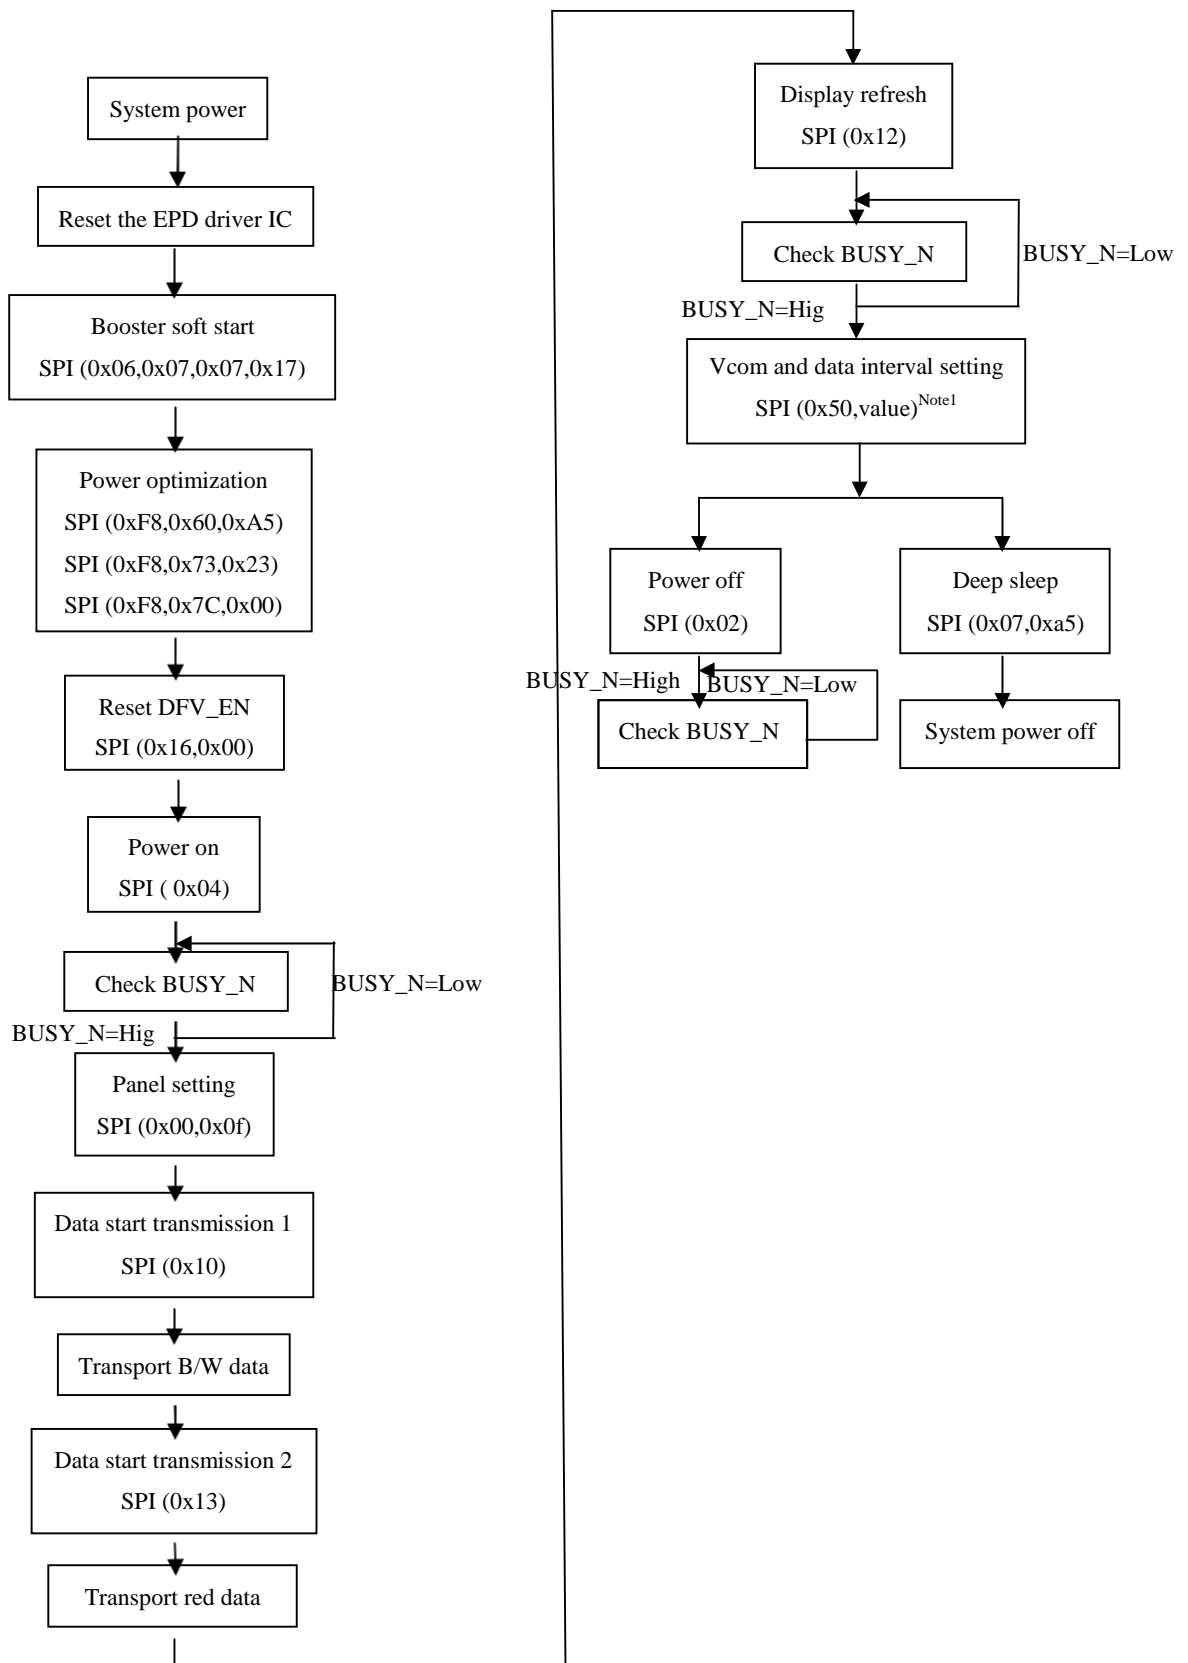 System power
Reset the EPD driver IC
Booster soft start
SPI (0x06,0x07,0x07,0x17)
Power optimization
SPI (0xF8,0x60,0xA5)
SPI (0xF8,0x73,0x23)
SPI (0xF8,0x7C,0x00)
Reset DFV_EN
SPI (0x16,0x00)
Power on
SPI ( 0x04)
Check BUSY_N
BUSY_N=Low
BUSY_N=Hig
Panel setting
SPI (0x00,0x0f)
Data start transmission 1
SPI (0x10)
Transport B/W data
Data start transmission 2
SPI (0x13)
Transport red data
Display refresh
SPI (0x12)
Check BUSY_N
BUSY_N=Low
BUSY_N=Hig
Vcom and data interval setting
SPI (0x50,value)Note1
Power off
SPI (0x02)
BUSY_N=High
BUSY_N=Low
Check BUSY_N
Deep sleep
SPI (0x07,0xa5)
System power off